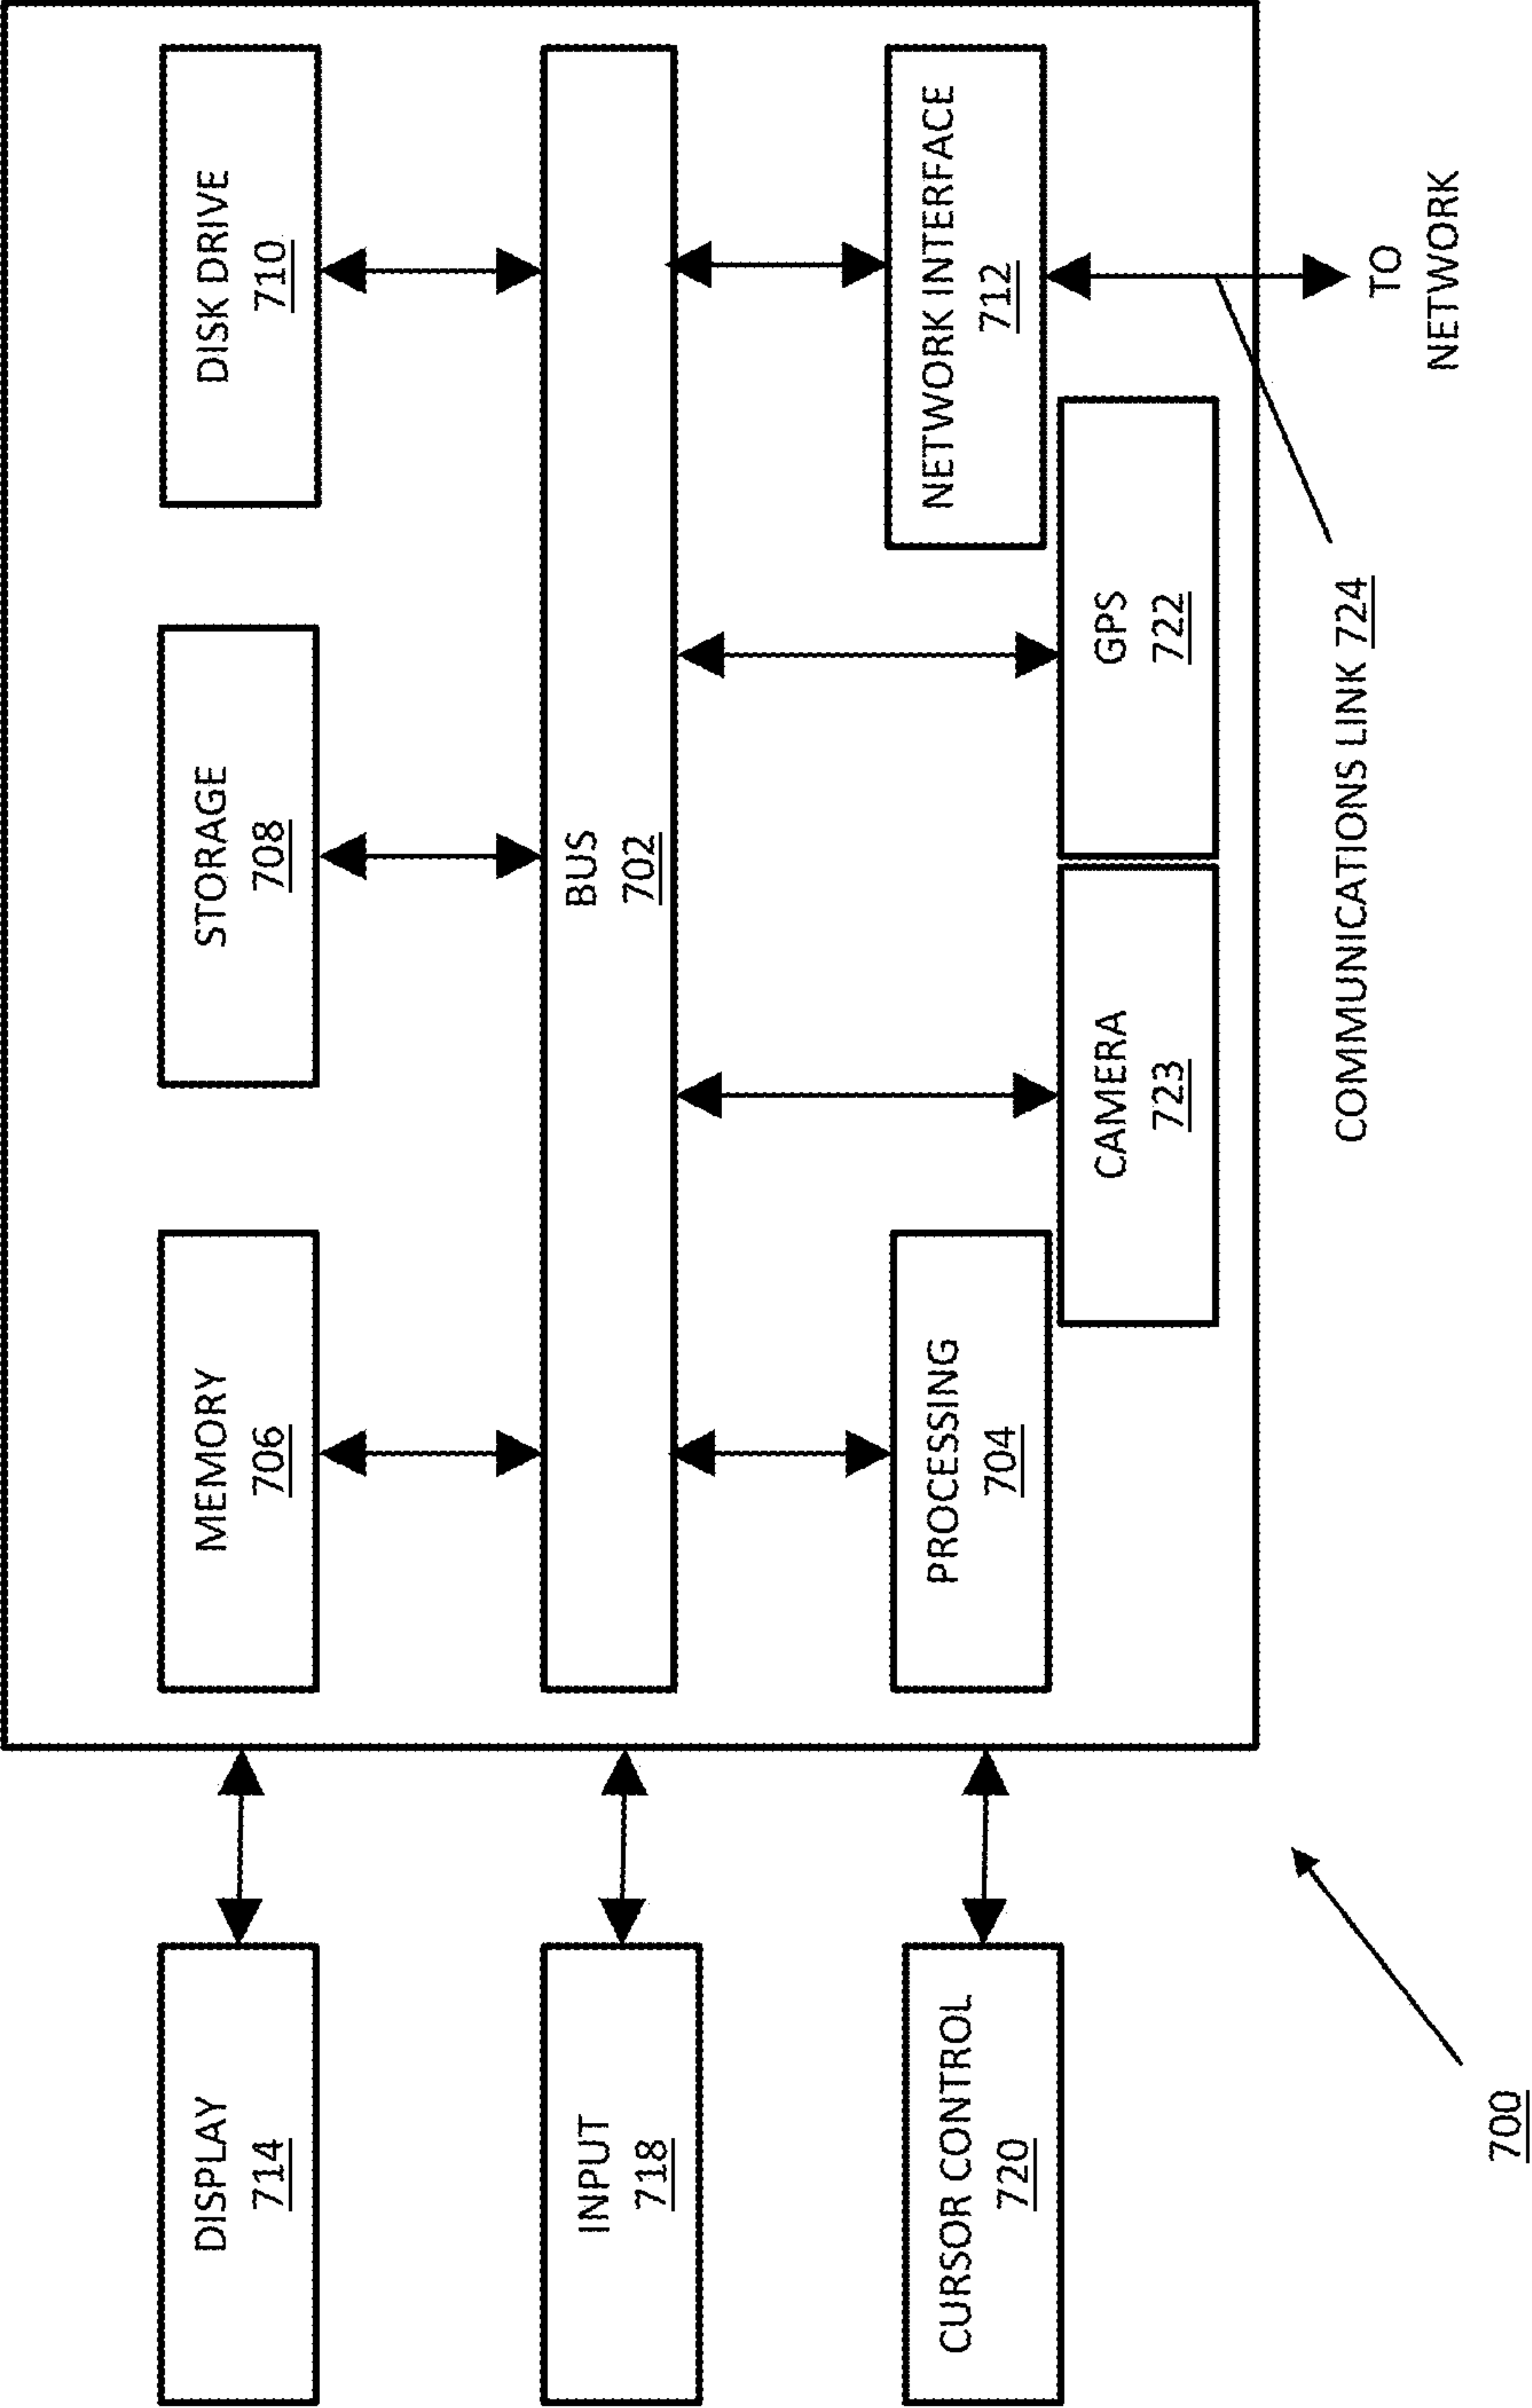 DISPLAY
714
MEMORY
706
STORAGE
708
DISK DRIVE
710
INPUT
718
BUS
702
CURSOR CONTROL
720
PROCESSING
704
NETWORK INTERFACE
712
CAMERA
723
GPS
722
COMMUNICATIONS LINK 724
TO
NETWORK
700